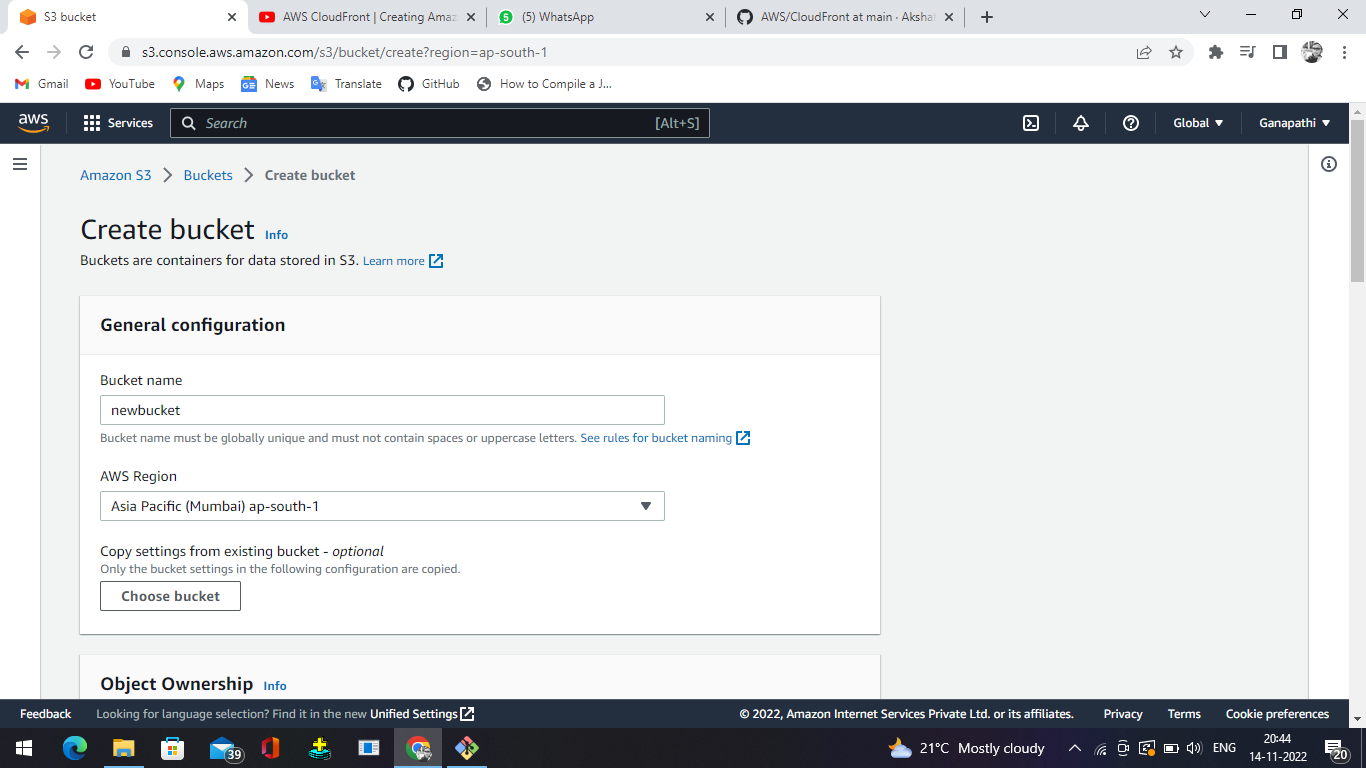 S3 bucket
AWS CloudFront | Creating Amaz
(5) WhatsApp
AWS/CloudFront at main · Aksha
s3.console.aws.amazon.com/s3/bucket/create?region=ap-south-1
Gmail YouTube Maps News Translate GitHub How to Compile a J...
aws Services Search [Alt+S] Global Ganapathi
Amazon S3 Buckets Create bucket
Create bucket Info
Buckets are containers for data stored in S3. Learn more
General configuration
Bucket name
newbucket
Bucket name must be globally unique and must not contain spaces or uppercase letters. See rules for bucket naming
AWS Region
Asia Pacific (Mumbai) ap-south-1
Copy settings from existing bucket - optional
Only the bucket settings in the following configuration are copied.
Choose bucket
Object Ownership Info
Feedback Looking for language selection? Find it in the new Unified Settings © 2022, Amazon Internet Services Private Ltd. or its affiliates. Privacy Terms Cookie preferences
39 21°C Mostly cloudy ENG 20:44
14-11-2022 20